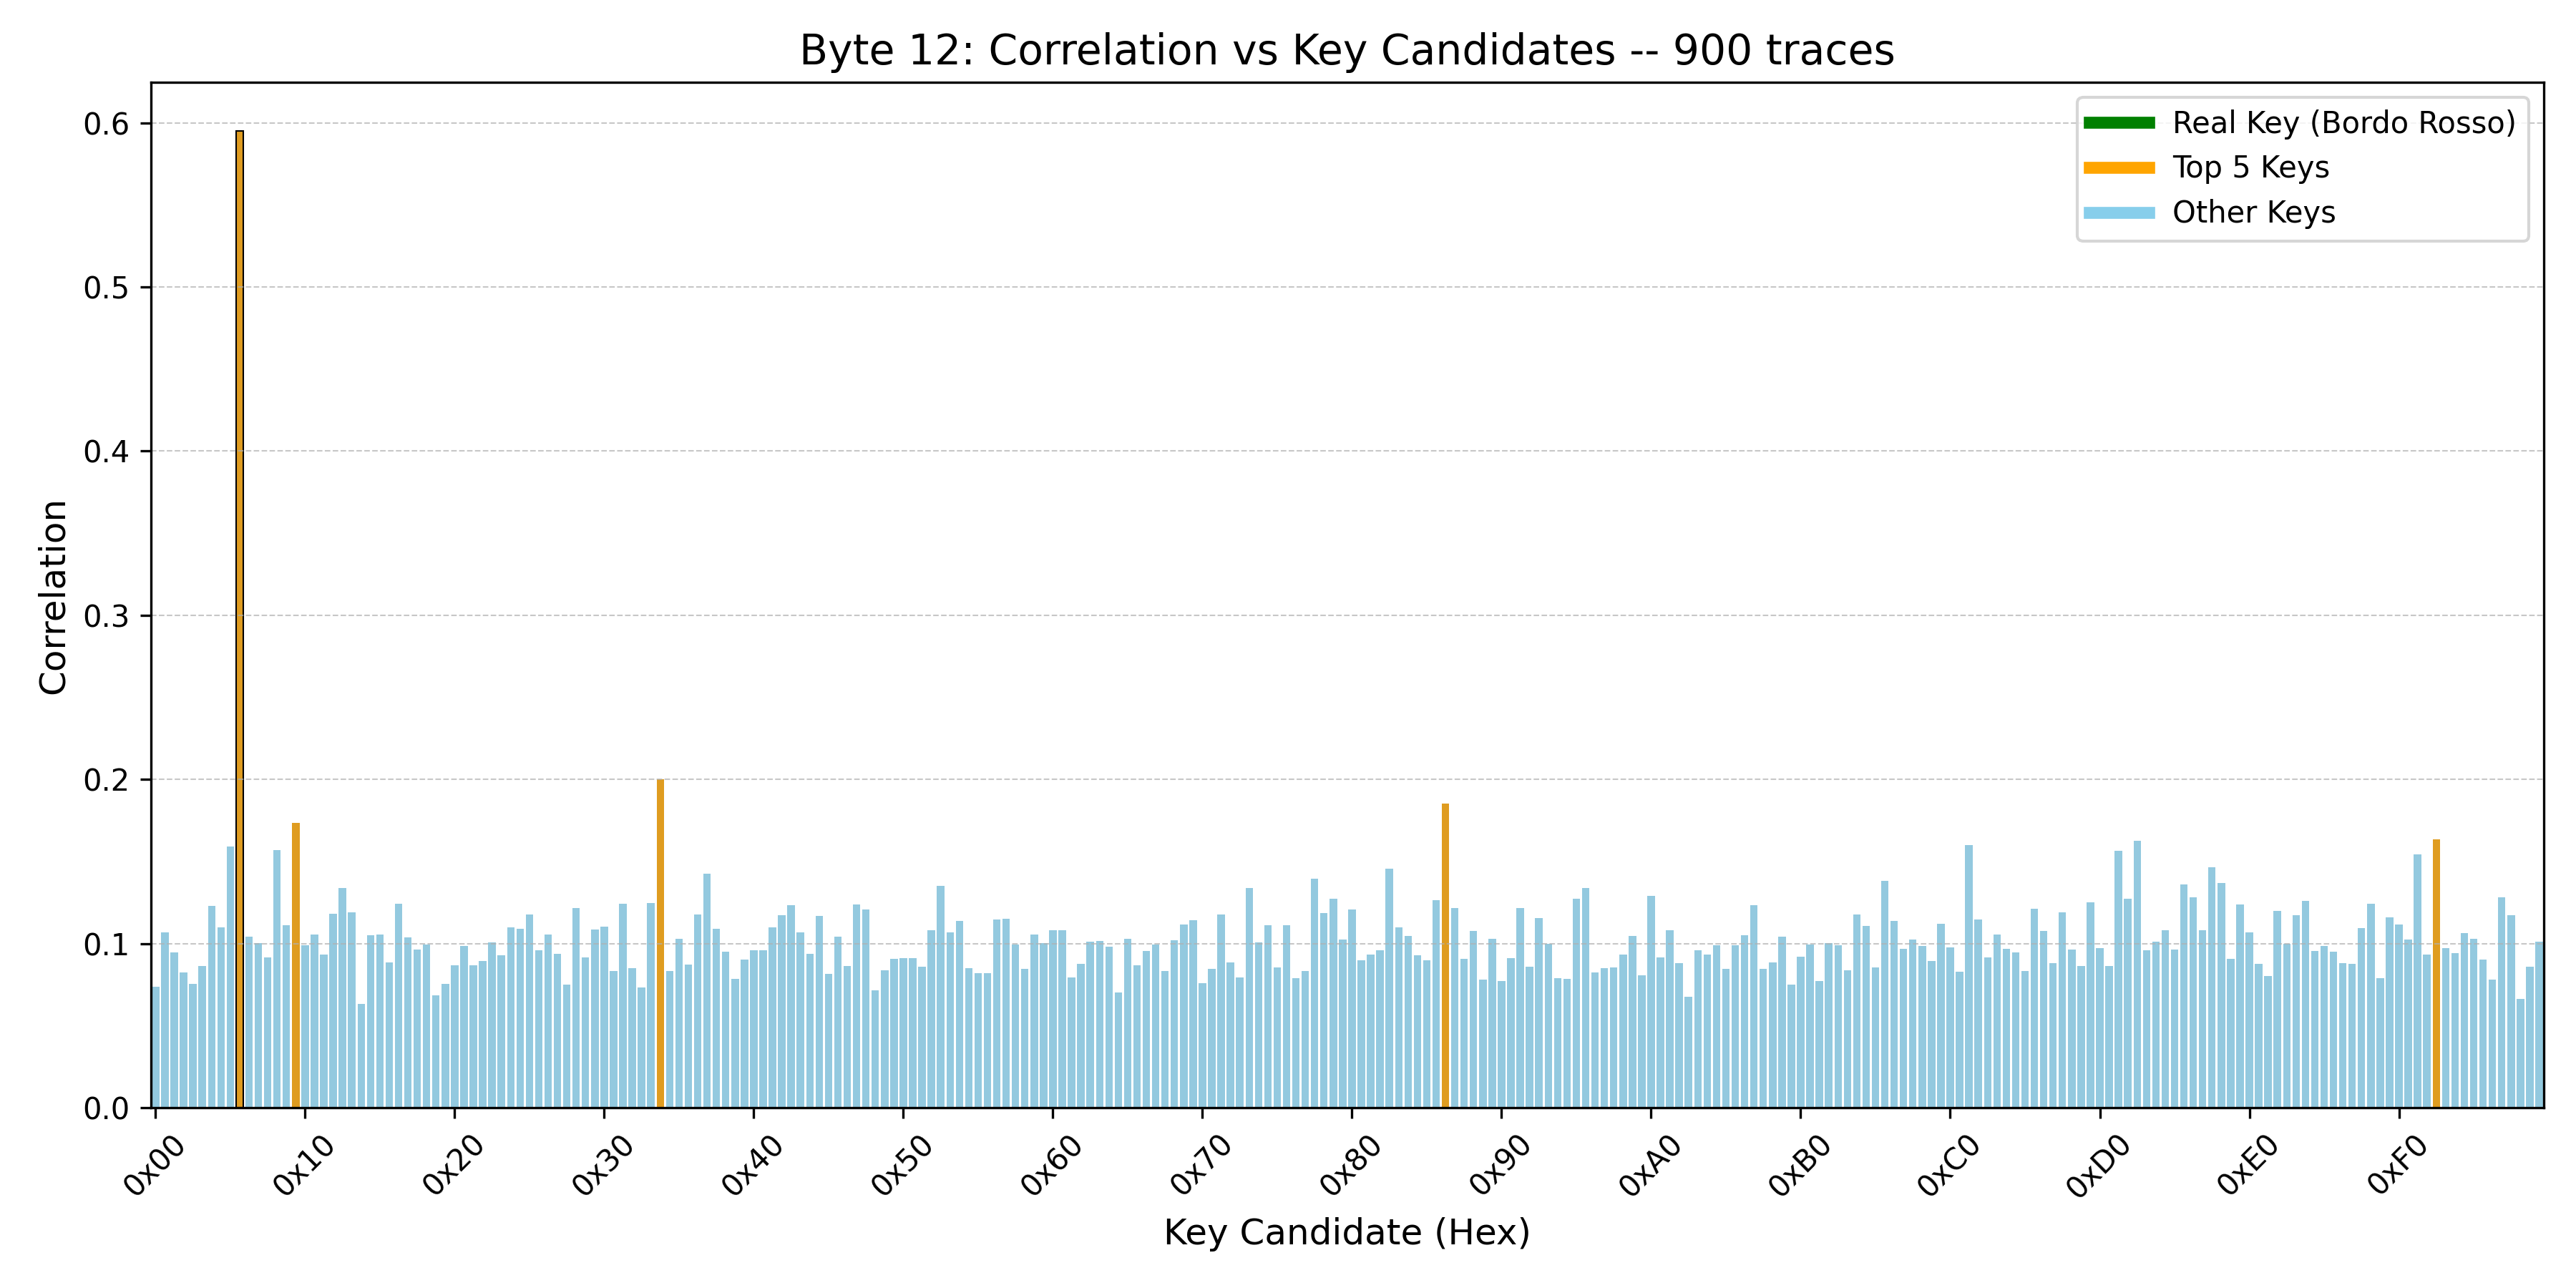 Byte 12: Correlation vs Key Candidates -- 900 traces
Real Key (Bordo Rosso)
Top 5 Keys
Other Keys
Correlation
0.6
0.5
0.4
0.3
0.2
0.1
0.0
0x00 0x10 0x20 0x30 0x40 0x50 0x60 0x70 0x80 0x90 0xA0 0xB0 0xC0 0xD0 0xE0 0xF0
Key Candidate (Hex)